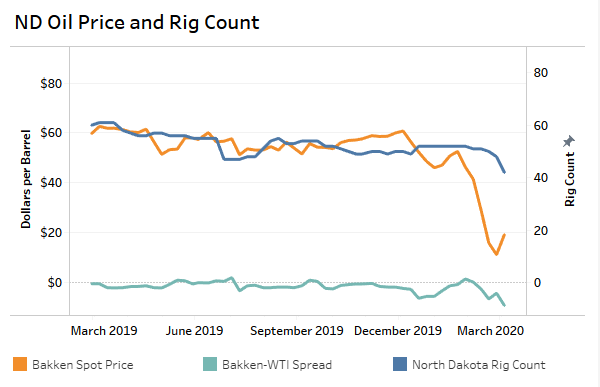 ND Oil Price and Rig Count
$80
$60
$40
$20
$0
Dollars per Barrel
80
60
40
20
0
Rig Count
March 2019
June 2019
September 2019
December 2019
March 2020
Bakken Spot Price
Bakken-WTI Spread
North Dakota Rig Count